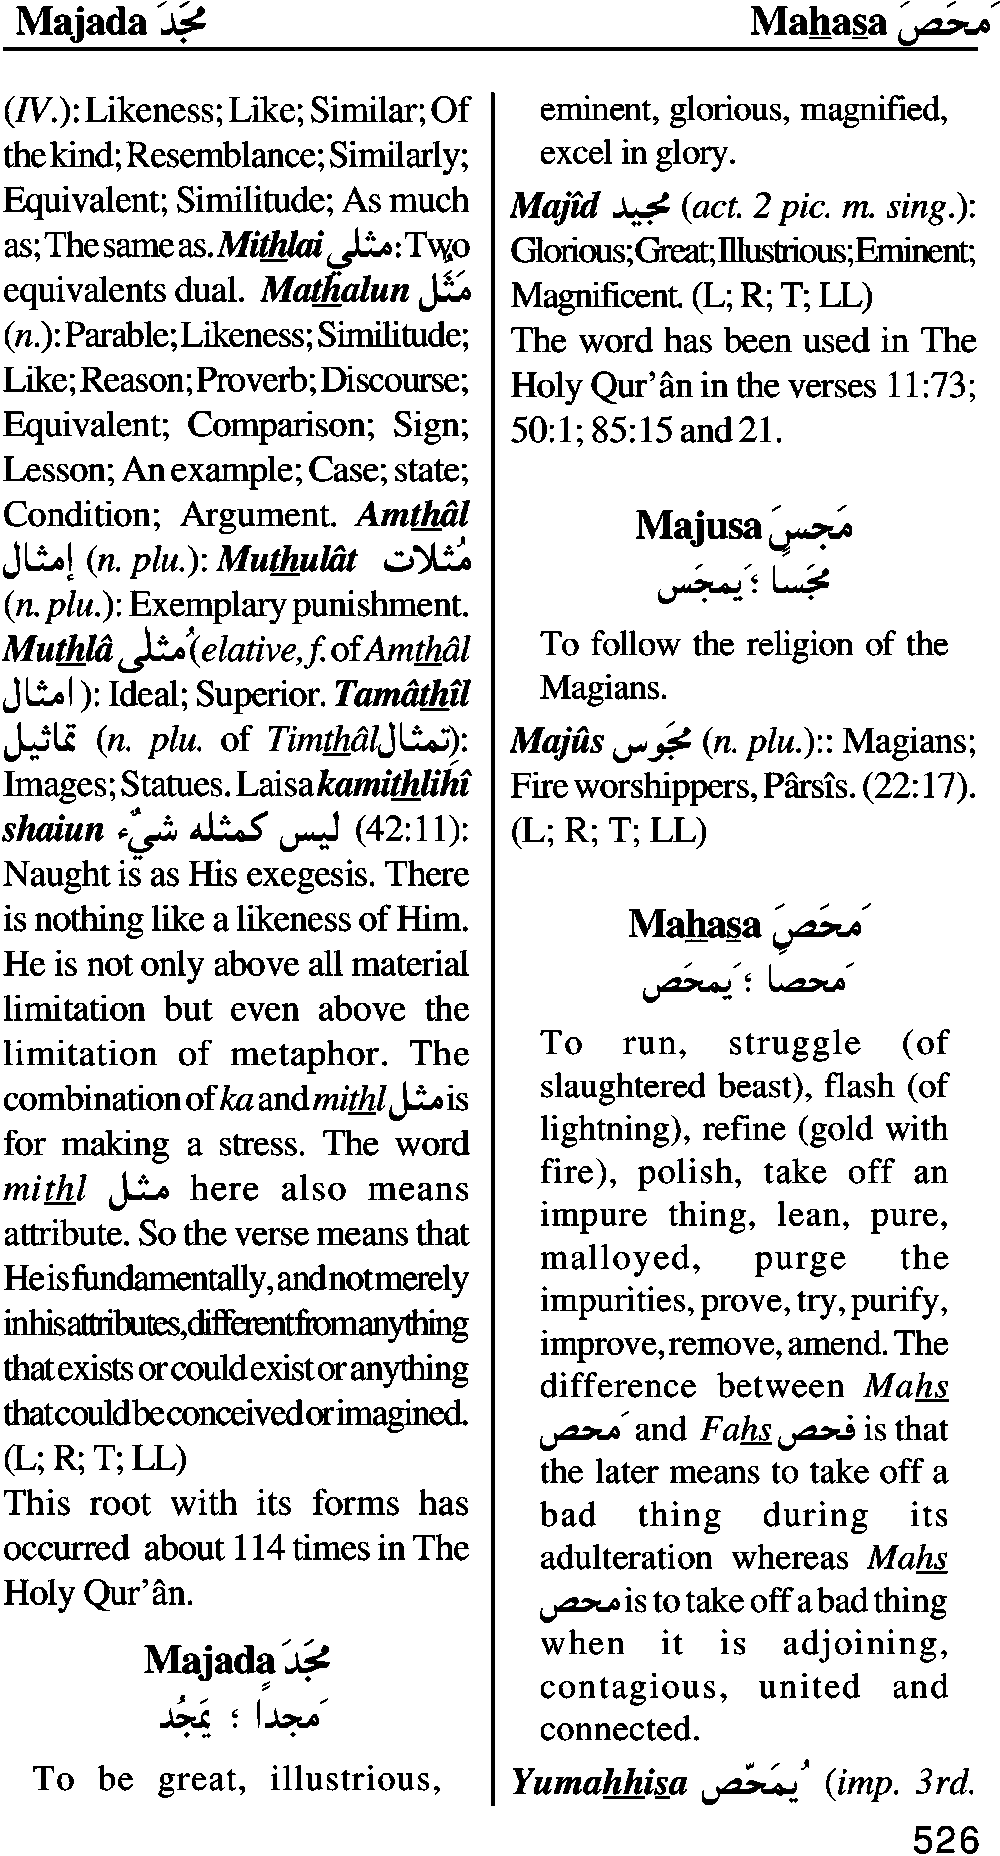 Majada مَجَدَ
Mahasa مَحَصَ
(IV.): Likeness; Like; Similar; Of
the kind; Resemblance; Similarly;
Equivalent; Similitude; As much
as; The same as. Mithlai مثلي: Two
equivalents dual. Mathalun مَثَل
(n.): Parable; Likeness; Similitude;
Like; Reason; Proverb; Discourse;
Equivalent; Comparison; Sign;
Lesson; An example; Case; state;
Condition; Argument. Amthâl
إمثال (n. plu.): Muthulât مُثلات
(n. plu.): Exemplary punishment.
Muthlâ مُثلى (elative, f. of Amthâl
امثال): Ideal; Superior. Tamâthîl
تماثيل (n. plu. of Timthâl تمثال):
Images; Statues. Laisa kamithlihî
shaiun ليس كمثله شيءٌ (42:11):
Naught is as His exegesis. There
is nothing like a likeness of Him.
He is not only above all material
limitation but even above the
limitation of metaphor. The
combination of ka and mithl مثل is
for making a stress. The word
mithl مثل here also means
attribute. So the verse means that
He is fundamentally, and not merely
in his attributes, different from anything
that exists or could exist or anything
that could be conceived or imagined.
(L; R; T; LL)
This root with its forms has
occurred about 114 times in The
Holy Qur’ân.
Majada مَجَدَ
مَجداً ؛ يَمجُد
To be great, illustrious,
eminent, glorious, magnified,
excel in glory.
Majîd مجيد (act. 2 pic. m. sing.):
Glorious; Great; Illustrious; Eminent;
Magnificent. (L; R; T; LL)
The word has been used in The
Holy Qur’ân in the verses 11:73;
50:1; 85:15 and 21.
Majusa مَجَس
مجَساً ؛ يَمجَس
To follow the religion of the
Magians.
Majûs مجَوس (n. plu.):: Magians;
Fire worshippers, Pârsîs. (22:17).
(L; R; T; LL)
Mahasa مَحَصَ
مَحصاً ؛ يَمحَص
To run, struggle (of
slaughtered beast), flash (of
lightning), refine (gold with
fire), polish, take off an
impure thing, lean, pure,
malloyed, purge the
impurities, prove, try, purify,
improve, remove, amend. The
difference between Mahs
مَحص and Fahs فحص is that
the later means to take off a
bad thing during its
adulteration whereas Mahs
محص is to take off a bad thing
when it is adjoining,
contagious, united and
connected.
Yumahhisa يُمَحّص (imp. 3rd.
526